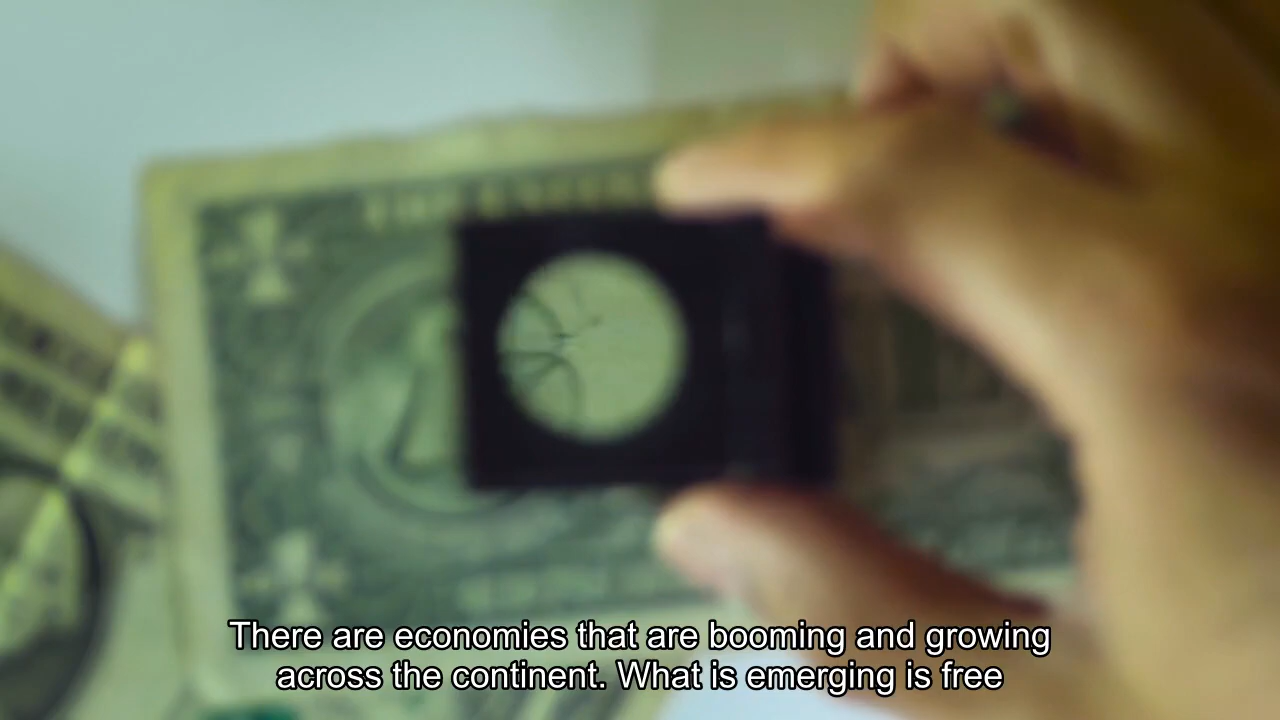 There are economies that are booming and growing
across the continent. What is emerging is free